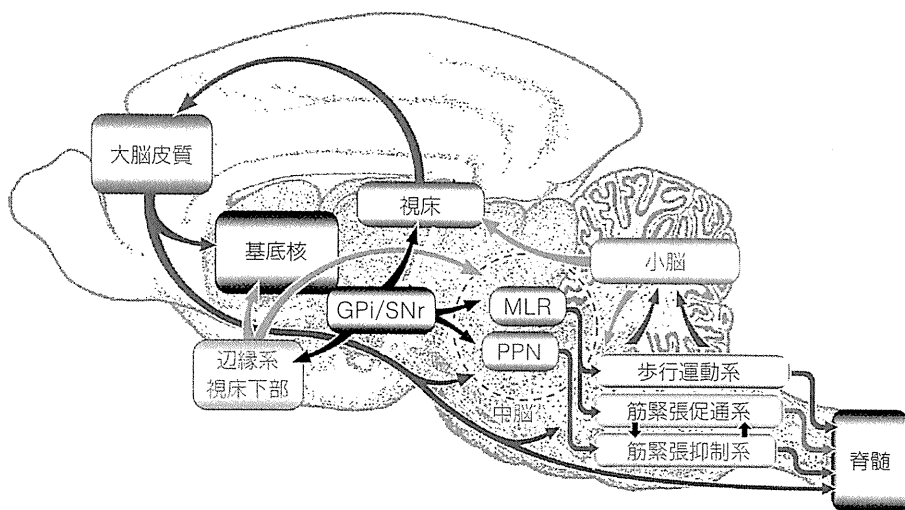 大脳皮質
視床
基底核
小脳
GPi/SNr
MLR
PPN
辺縁系
視床下部
歩行運動系
中脳
筋緊張促通系
筋緊張抑制系
脊髄